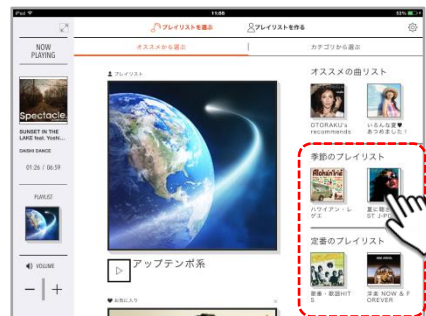 iPad
11:55
93%
NOW
PLAYING
Spectacle.
SUNSET IN THE
LAKE feat. Yoshi...
DAISHI DANCE
01:26 / 06:59
PLAYLIST
VOLUME
プレイリストを選ぶ
プレイリストを作る
オススメから選ぶ
カテゴリから選ぶ
プレイリスト
アップテンポ系
お気に入り
オススメの曲リスト
OTORAKU's
recommends
いろんな夏♥
あつめました!
季節のプレイリスト
ハワイアン・レ
ゲエ
夏に聴き
ST J-PO
定番のプレイリスト
歌謡HIT
S
洋楽 NOW & F
OREVER